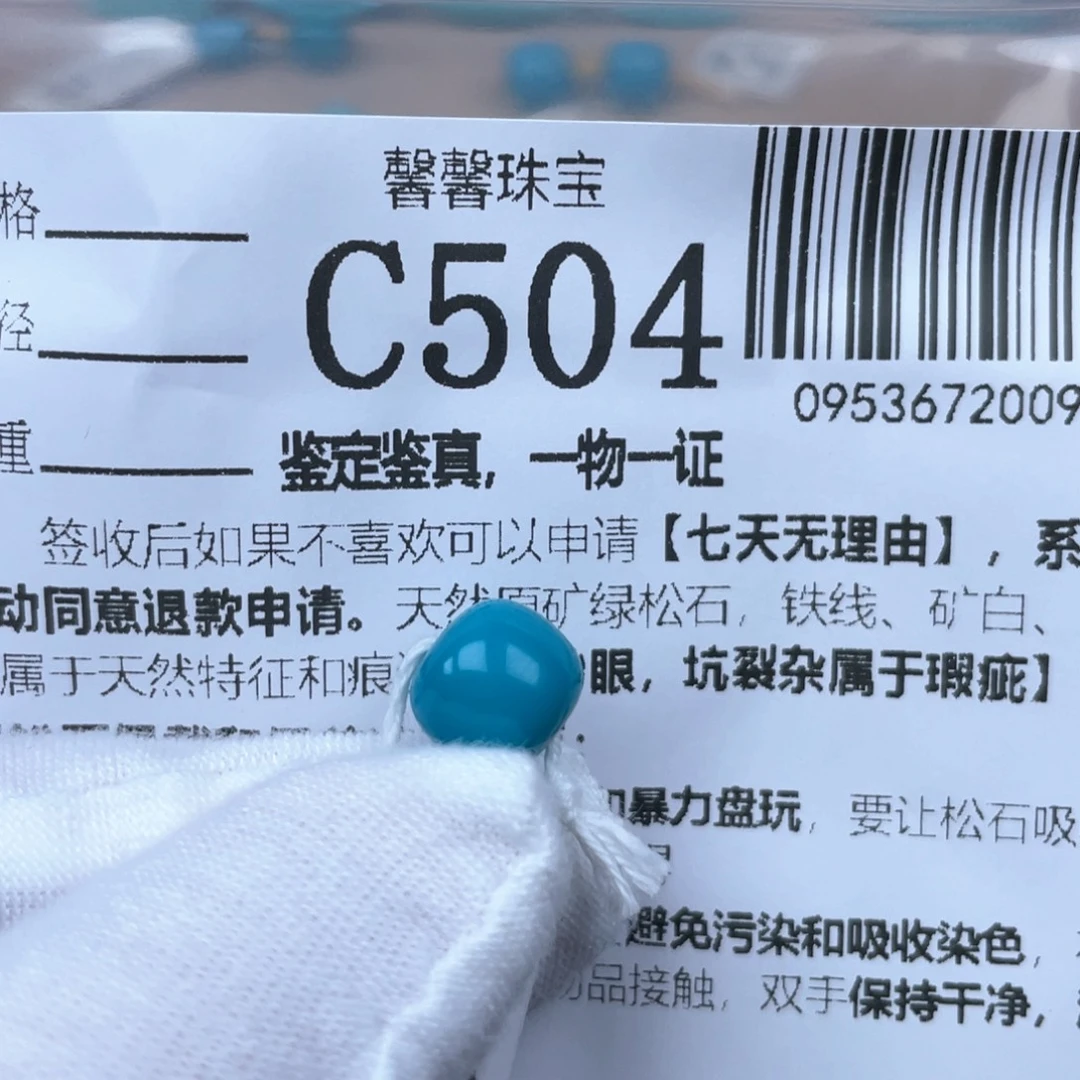 馨馨珠宝
格
C504
径
0953672009
重
鉴定鉴真，一物一证
签收后如果不喜欢可以申请【七天无理由】，系
动同意退款申请。天然原矿绿松石，铁线、矿白、
属于天然特征和痕 眼，坑裂杂属于瑕疵】
暴力盘玩，要让松石吸
避免污染和吸收染色，
品接触，双手保持干净，